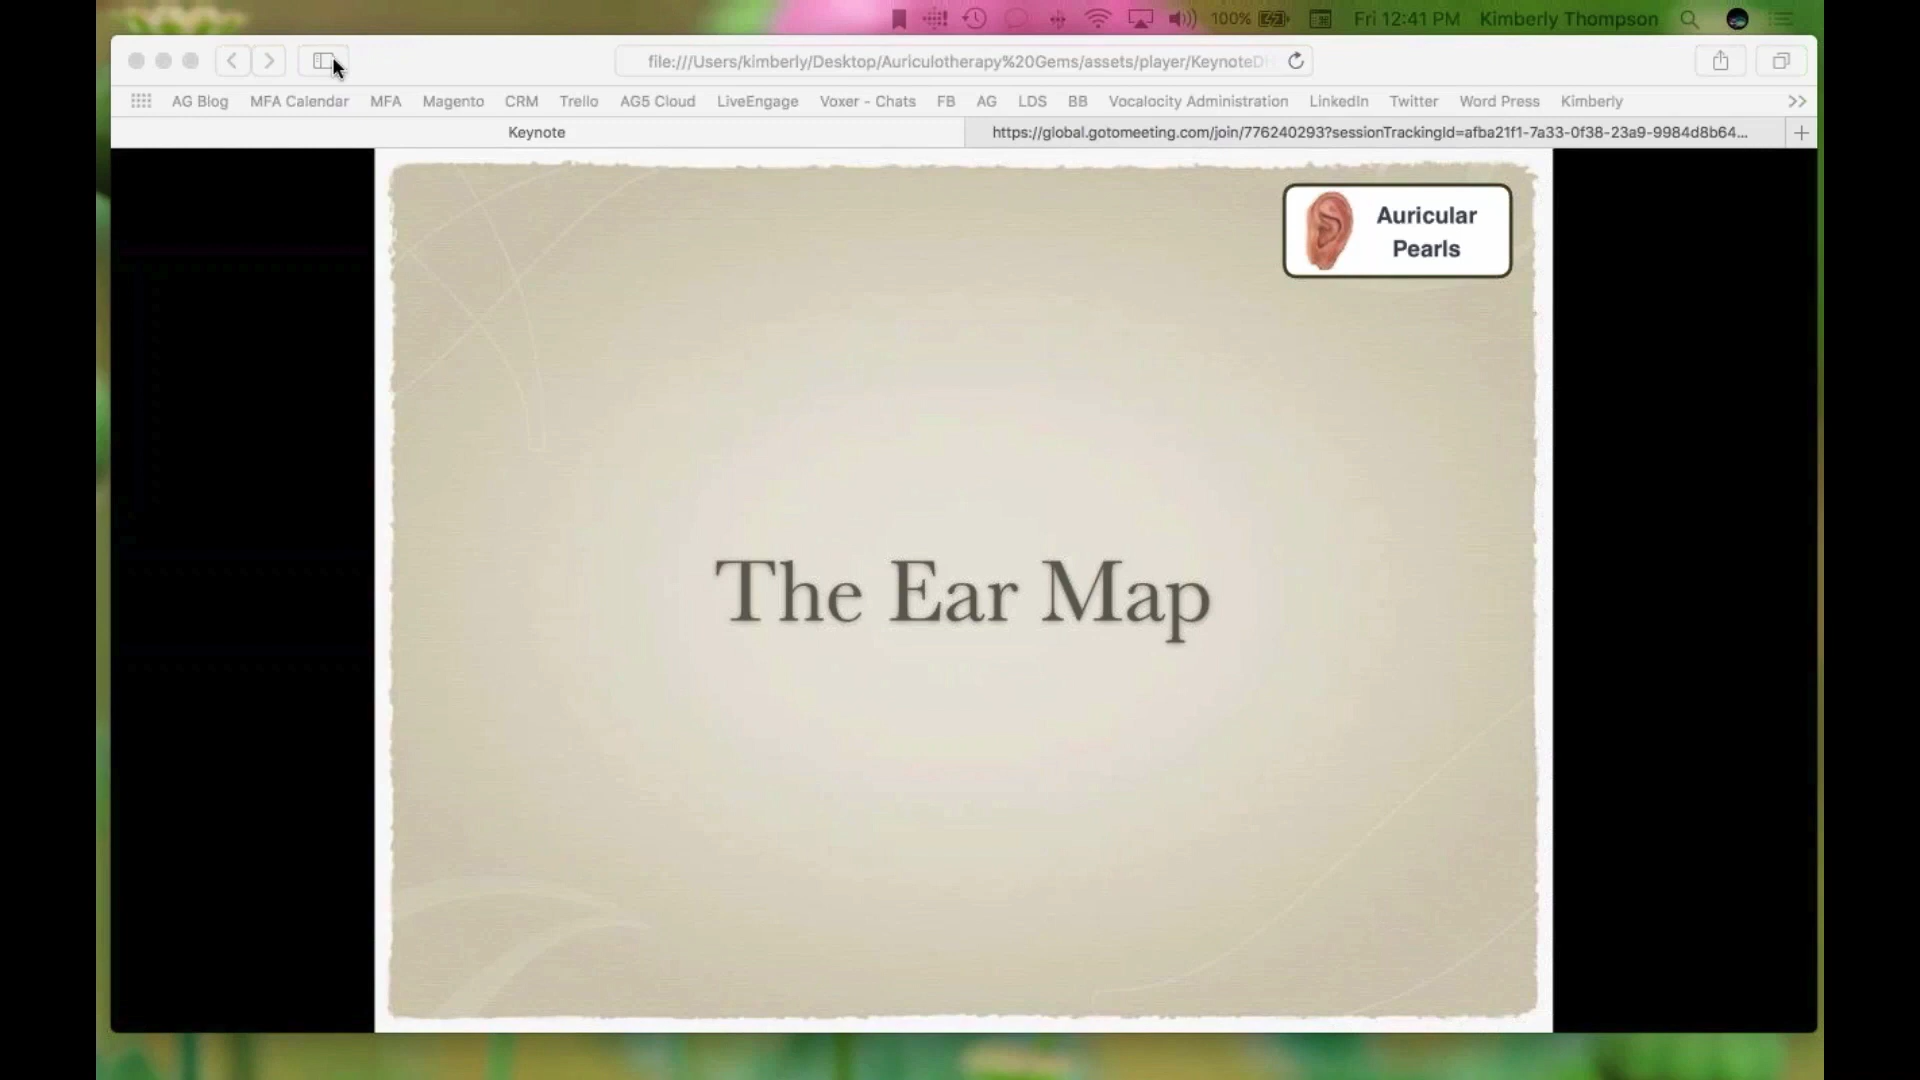 100% Fri 12:41 PM Kimberly Thompson
file:///Users/kimberly/Desktop/Auriculotherapy%20Gems/assets/player/KeynoteD
AG Blog MFA Calendar MFA Magento CRM Trello AG5 Cloud LiveEngage Voxer - Chats FB AG LDS BB Vocalocity Administration LinkedIn Twitter Word Press Kimberly >>
Keynote https://global.gotomeeting.com/join/776240293?sessionTrackingId=afba21f1-7a33-0f38-23a9-9984d8b64...
Auricular
Pearls
The Ear Map